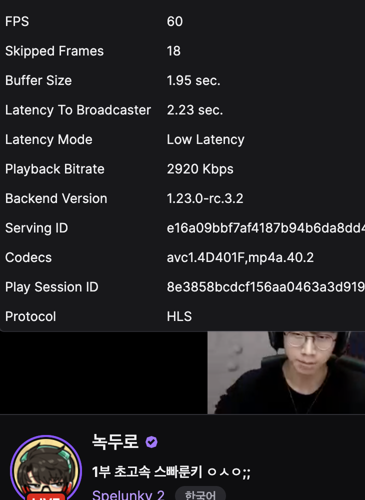 FPS 60
Skipped Frames 18
Buffer Size 1.95 sec.
Latency To Broadcaster 2.23 sec.
Latency Mode Low Latency
Playback Bitrate 2920 Kbps
Backend Version 1.23.0-rc.3.2
Serving ID e16a09bbf7af4187b94b6da8dd4
Codecs avc1.4D401F,mp4a.40.2
Play Session ID 8e3858bcdcf156aa0463a3d919
Protocol HLS
녹두로
1부 초고속 스빠룬키 ㅇㅅㅇ;;
Spelunky 2 한국어